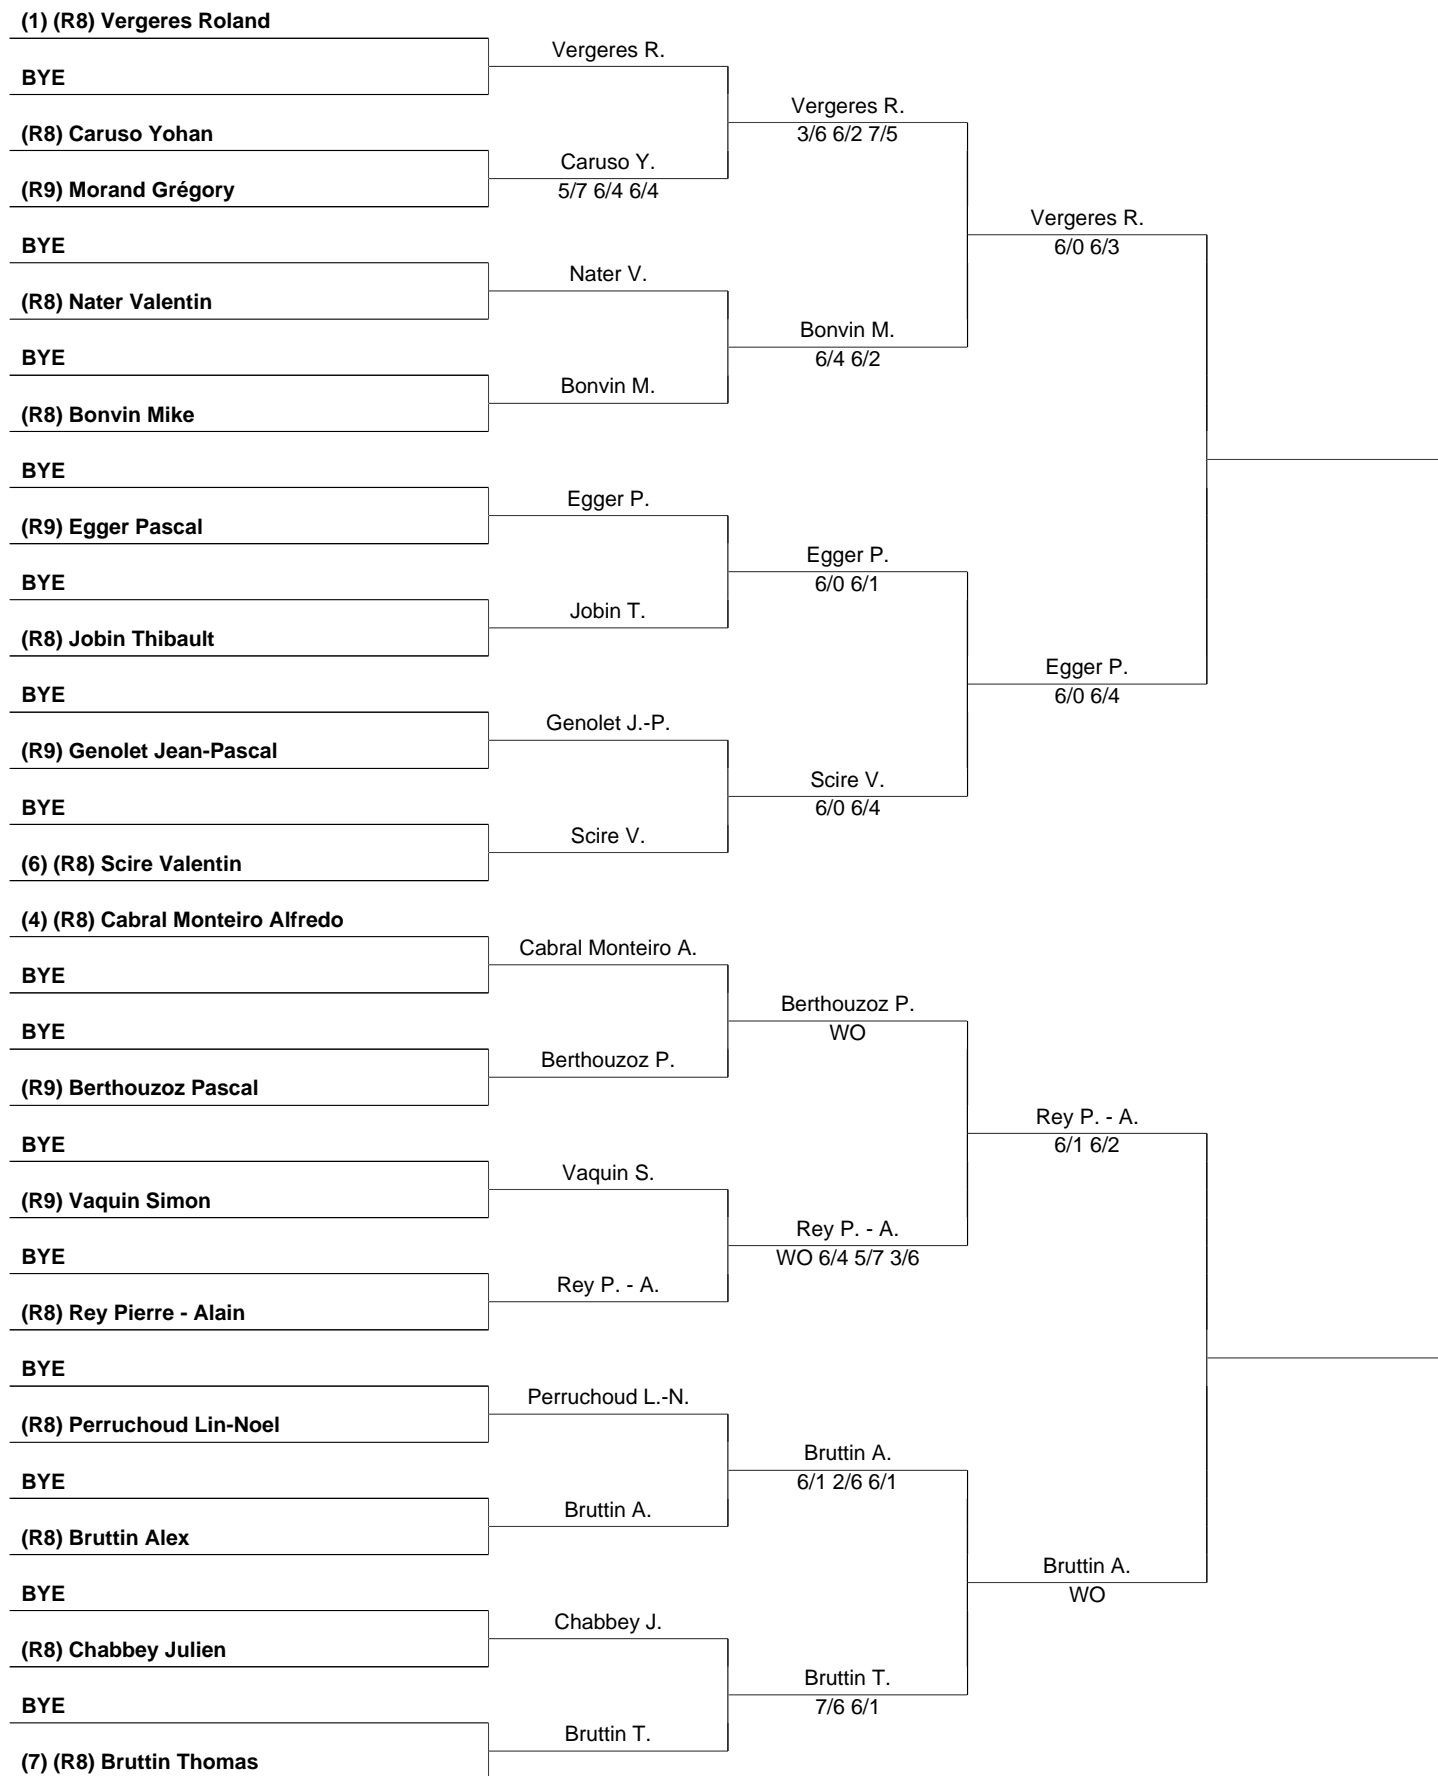 (1) (R8) Vergeres Roland
Vergeres R.
BYE
Vergeres R.
3/6 6/2 7/5
(R8) Caruso Yohan
Caruso Y.
5/7 6/4 6/4
(R9) Morand Grégory
Vergeres R.
6/0 6/3
BYE
Nater V.
(R8) Nater Valentin
Bonvin M.
6/4 6/2
BYE
Bonvin M.
(R8) Bonvin Mike
BYE
Egger P.
(R9) Egger Pascal
Egger P.
6/0 6/1
BYE
Jobin T.
(R8) Jobin Thibault
Egger P.
6/0 6/4
BYE
Genolet J.-P.
(R9) Genolet Jean-Pascal
Scire V.
6/0 6/4
BYE
Scire V.
(6) (R8) Scire Valentin
(4) (R8) Cabral Monteiro Alfredo
Cabral Monteiro A.
BYE
Berthouzoz P.
WO
BYE
Berthouzoz P.
(R9) Berthouzoz Pascal
Rey P. - A.
6/1 6/2
BYE
Vaquin S.
(R9) Vaquin Simon
Rey P. - A.
WO 6/4 5/7 3/6
BYE
Rey P. - A.
(R8) Rey Pierre - Alain
BYE
Perruchoud L.-N.
(R8) Perruchoud Lin-Noel
Bruttin A.
6/1 2/6 6/1
BYE
Bruttin A.
(R8) Bruttin Alex
Bruttin A.
WO
BYE
Chabbey J.
(R8) Chabbey Julien
Bruttin T.
7/6 6/1
BYE
Bruttin T.
(7) (R8) Bruttin Thomas